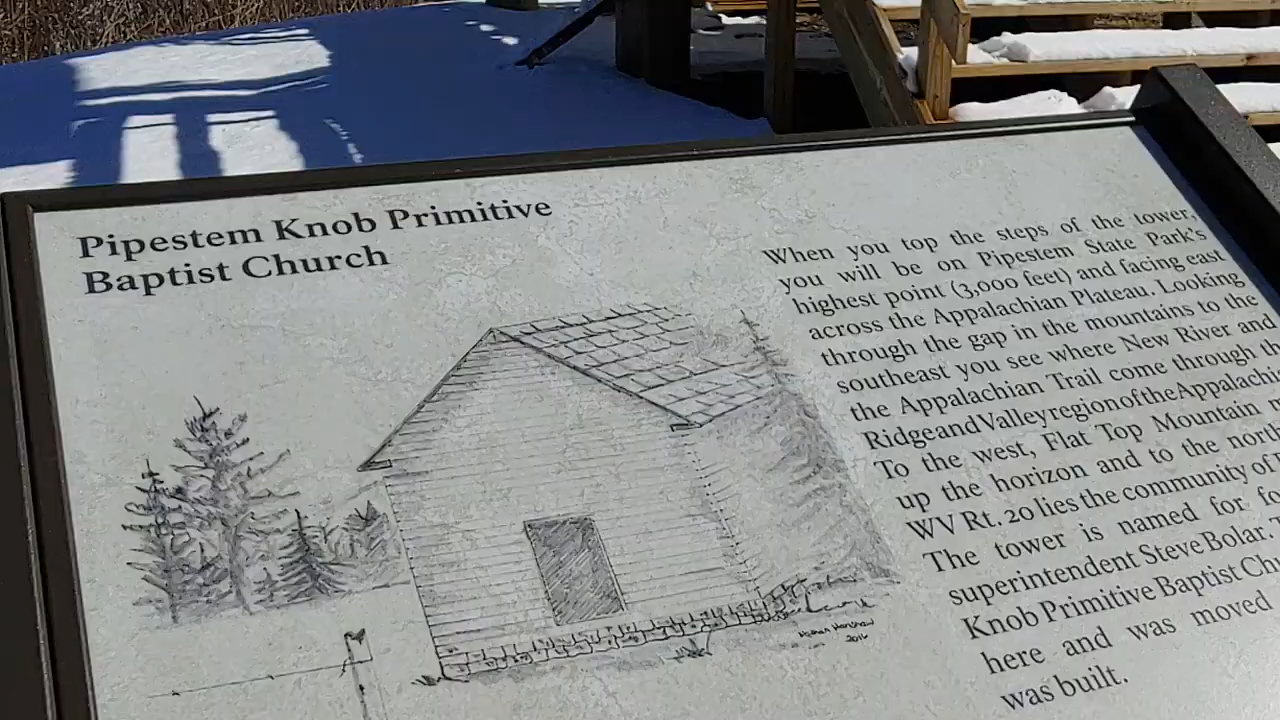 Pipestem Knob Primitive
Baptist Church
When you top the steps of the tower,
you will be on Pipestem State Park's
highest point (3,000 feet) and facing east
across the Appalachian Plateau. Looking
through the gap in the mountains to the
southeast you see where New River and
the Appalachian Trail come through
Ridge and Valley region of the
To the west, Flat Top Mountain
up the horizon and to the
WV Rt. 20 lies the community of
The tower is named for
superintendent Steve Bolar.
Knob Primitive Baptist
here and was moved
was built.
2016